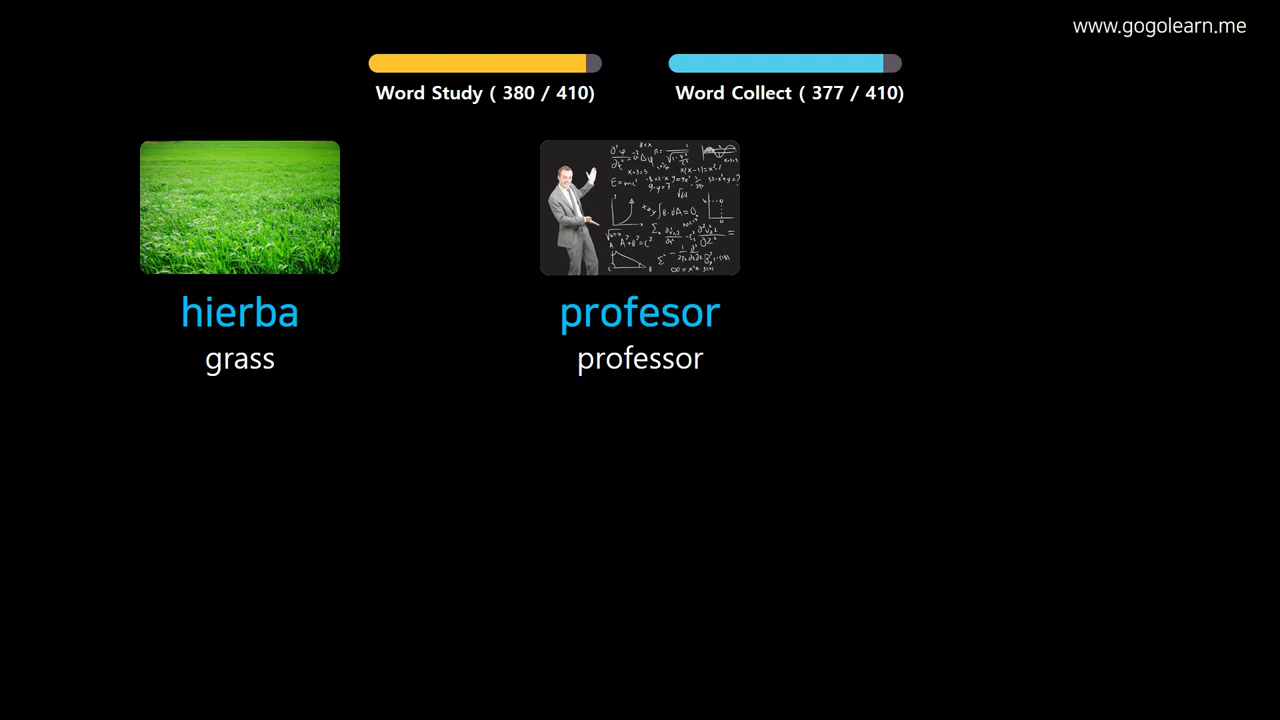 www.gogolearn.me
Word Study ( 380 / 410)
Word Collect ( 377 / 410)
hierba
grass
profesor
professor